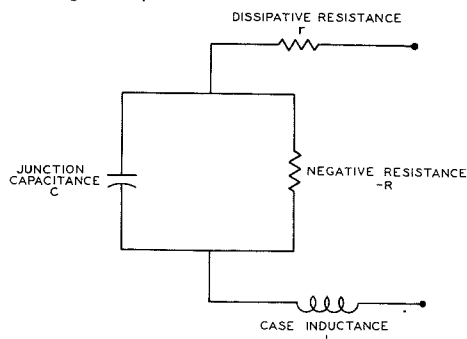 DISSIPATIVE RESISTANCE
r
JUNCTION
CAPACITANCE
C
NEGATIVE RESISTANCE
-R
CASE INDUCTANCE